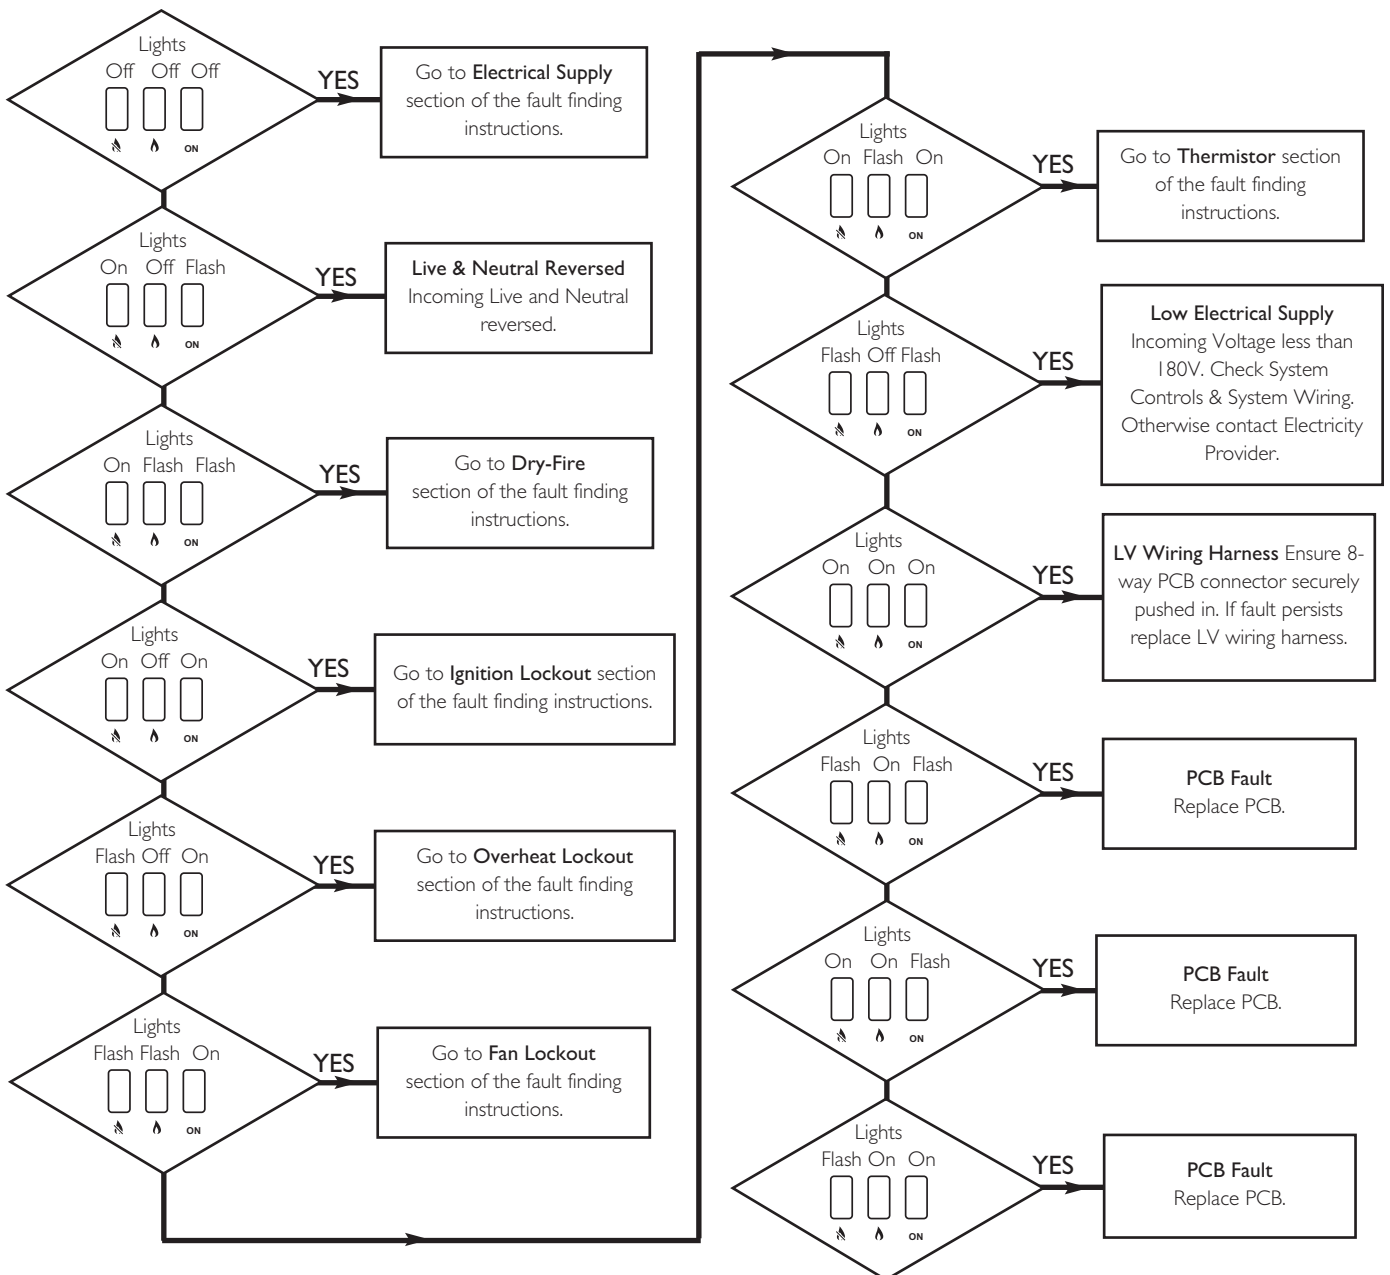 Lights
Off Off Off
ON
YES
Go to Electrical Supply
section of the fault finding
instructions.
Lights
On Off Flash
ON
YES
Live & Neutral Reversed
Incoming Live and Neutral
reversed.
Lights
On Flash Flash
ON
YES
Go to Dry-Fire
section of the fault finding
instructions.
Lights
On Off On
ON
YES
Go to Ignition Lockout section
of the fault finding instructions.
Lights
Flash Off On
ON
YES
Go to Overheat Lockout
section of the fault finding
instructions.
Lights
Flash Flash On
ON
YES
Go to Fan Lockout
section of the fault finding
instructions.
Lights
On Flash On
ON
YES
Go to Thermistor section
of the fault finding
instructions.
Lights
Flash Off Flash
ON
YES
Low Electrical Supply
Incoming Voltage less than
180V. Check System
Controls & System Wiring.
Otherwise contact Electricity
Provider.
Lights
On On On
ON
YES
LV Wiring Harness Ensure 8-
way PCB connector securely
pushed in. If fault persists
replace LV wiring harness.
Lights
Flash On Flash
ON
YES
PCB Fault
Replace PCB.
Lights
On On Flash
ON
YES
PCB Fault
Replace PCB.
Lights
Flash On On
ON
YES
PCB Fault
Replace PCB.